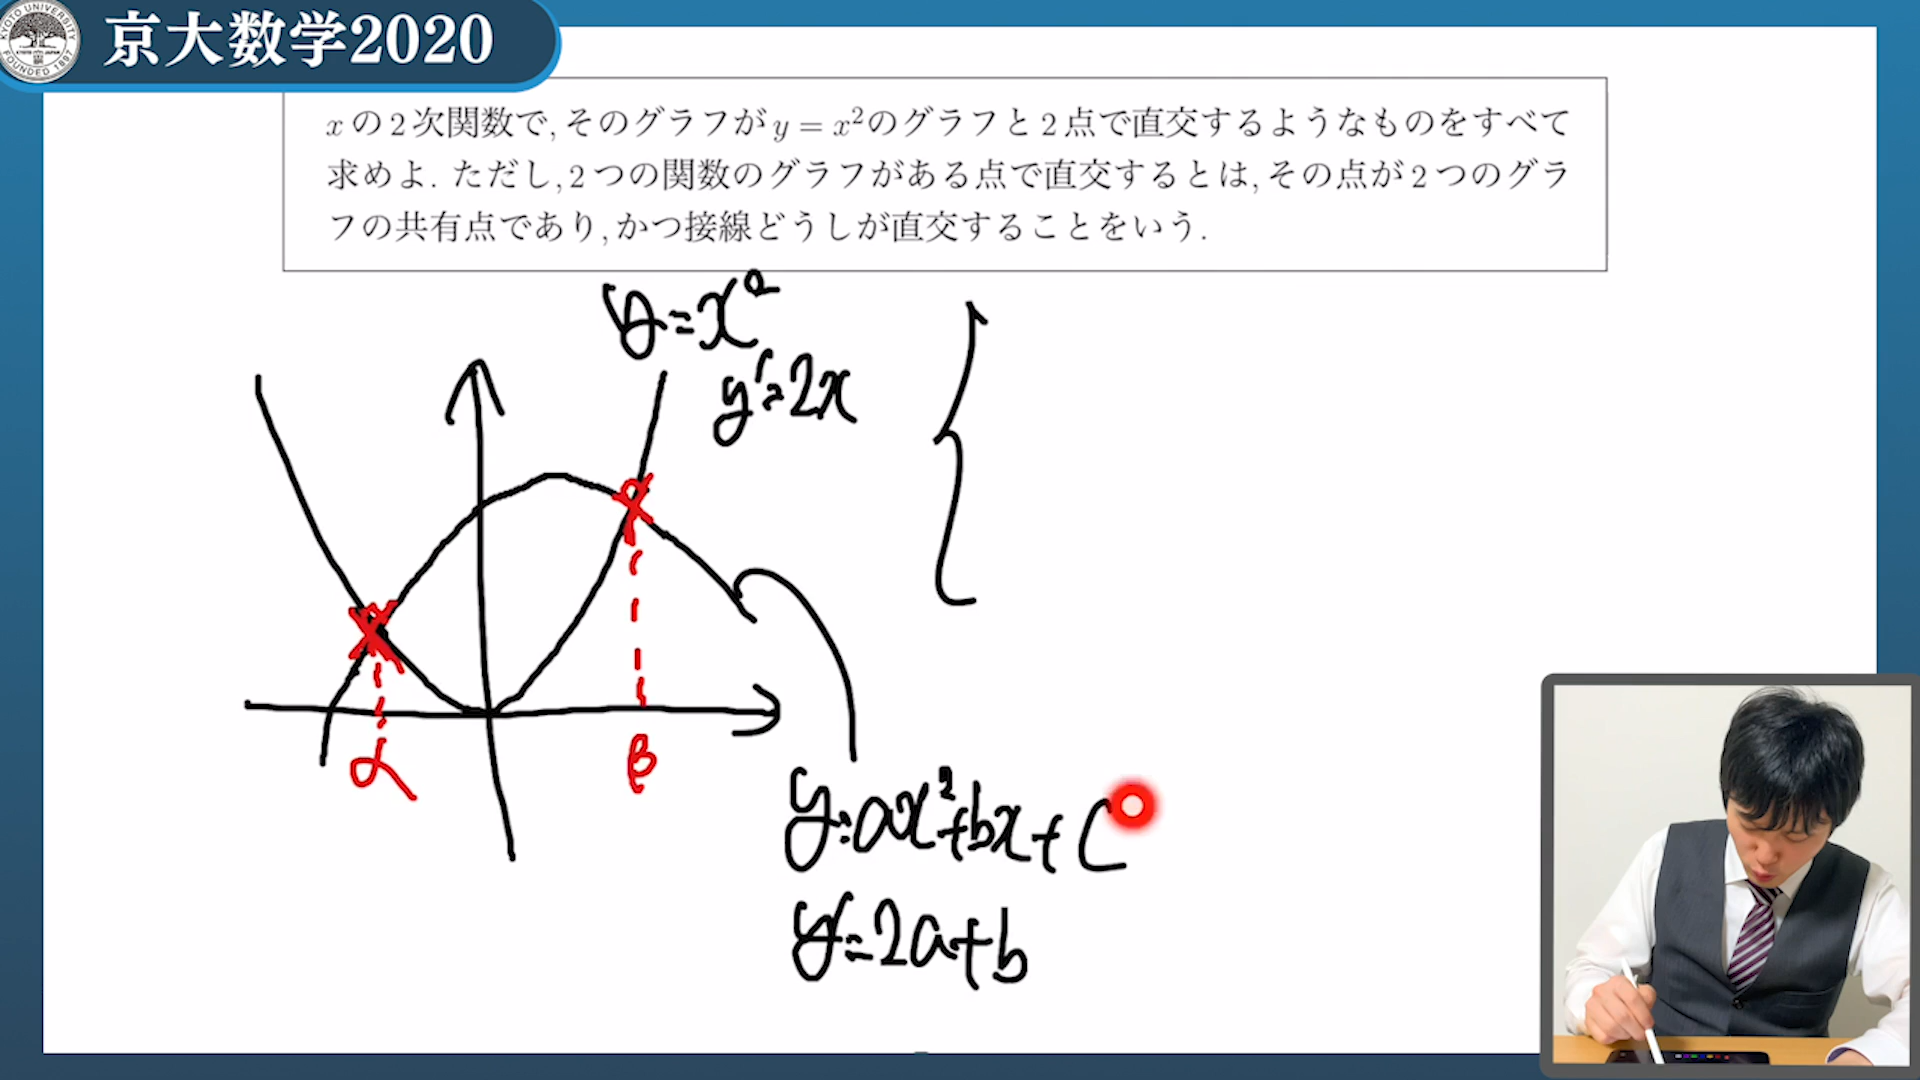 KYOTO UNIVERSITY
FOUNDED 1897
京大数学2020
xの2次関数で,そのグラフがy=x²のグラフと2点で直交するようなものをすべて
求めよ. ただし,2つの関数のグラフがある点で直交するとは,その点が2つのグラ
フの共有点であり,かつ接線どうしが直交することをいう.
y=x²
y'=2x
α
β
y=ax²+bx+c
y'=2a+b